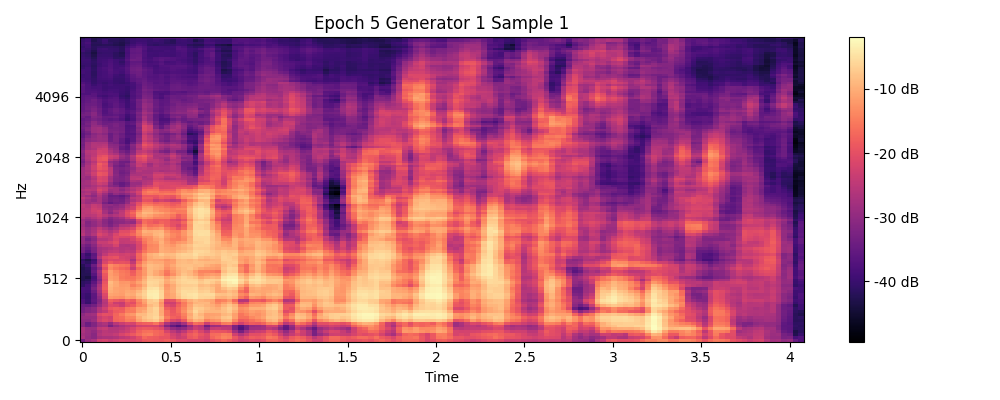 Epoch 5 Generator 1 Sample 1
Hz
4096
2048
1024
512
0
0 0.5 1 1.5 2 2.5 3 3.5 4
Time
-10 dB
-20 dB
-30 dB
-40 dB